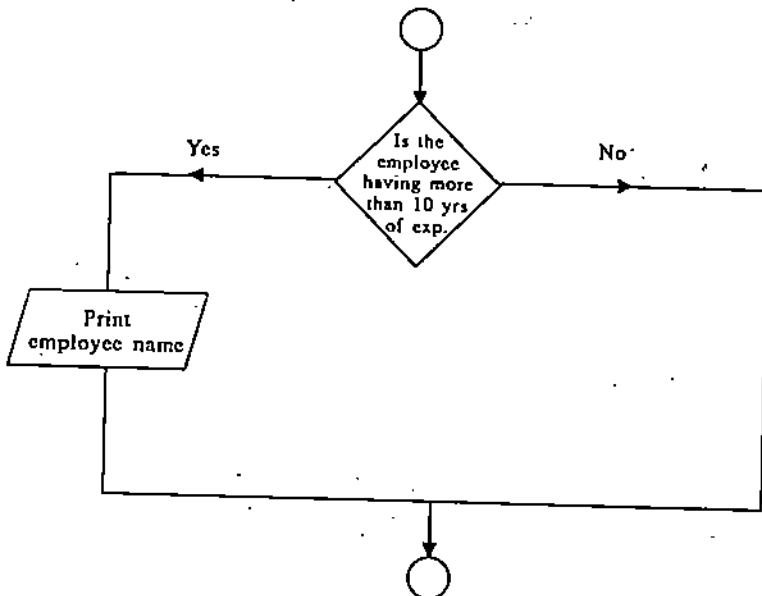 Is the
employee
having more
than 10 yrs
of exp.
Yes
No
Print
employee name